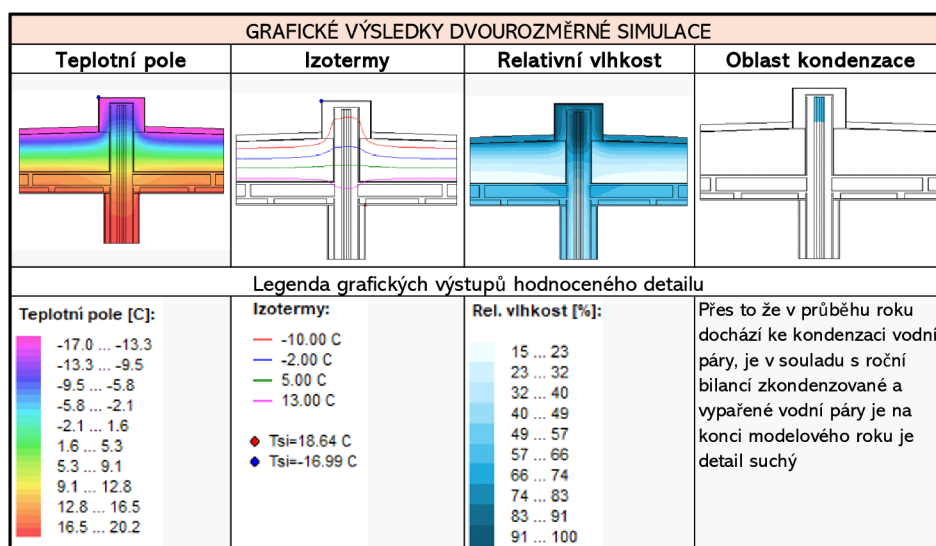 GRAFICKÉ VÝSLEDKY DVOUROZMĚRNÉ SIMULACE
Teplotní pole
Izotermy
Relativní vlhkost
Oblast kondenzace
Legenda grafických výstupů hodnoceného detailu
Teplotní pole [C]:
-17.0 ... -13.3
-13.3 ... -9.5
-9.5 ... -5.8
-5.8 ... -2.1
-2.1 ... 1.6
1.6 ... 5.3
5.3 ... 9.1
9.1 ... 12.8
12.8 ... 16.5
16.5 ... 20.2
Izotermy:
-10.00 C
-2.00 C
5.00 C
13.00 C
Tsi=18.64 C
Tsi=-16.99 C
Rel. vlhkost [%]:
15 ... 23
23 ... 32
32 ... 40
40 ... 49
49 ... 57
57 ... 66
66 ... 74
74 ... 83
83 ... 91
91 ... 100
Přes to že v průběhu roku
dochází ke kondenzaci vodní
páry, je v souladu s roční
bilancí zkondenzované a
vypařené vodní páry je na
konci modelového roku je
detail suchý